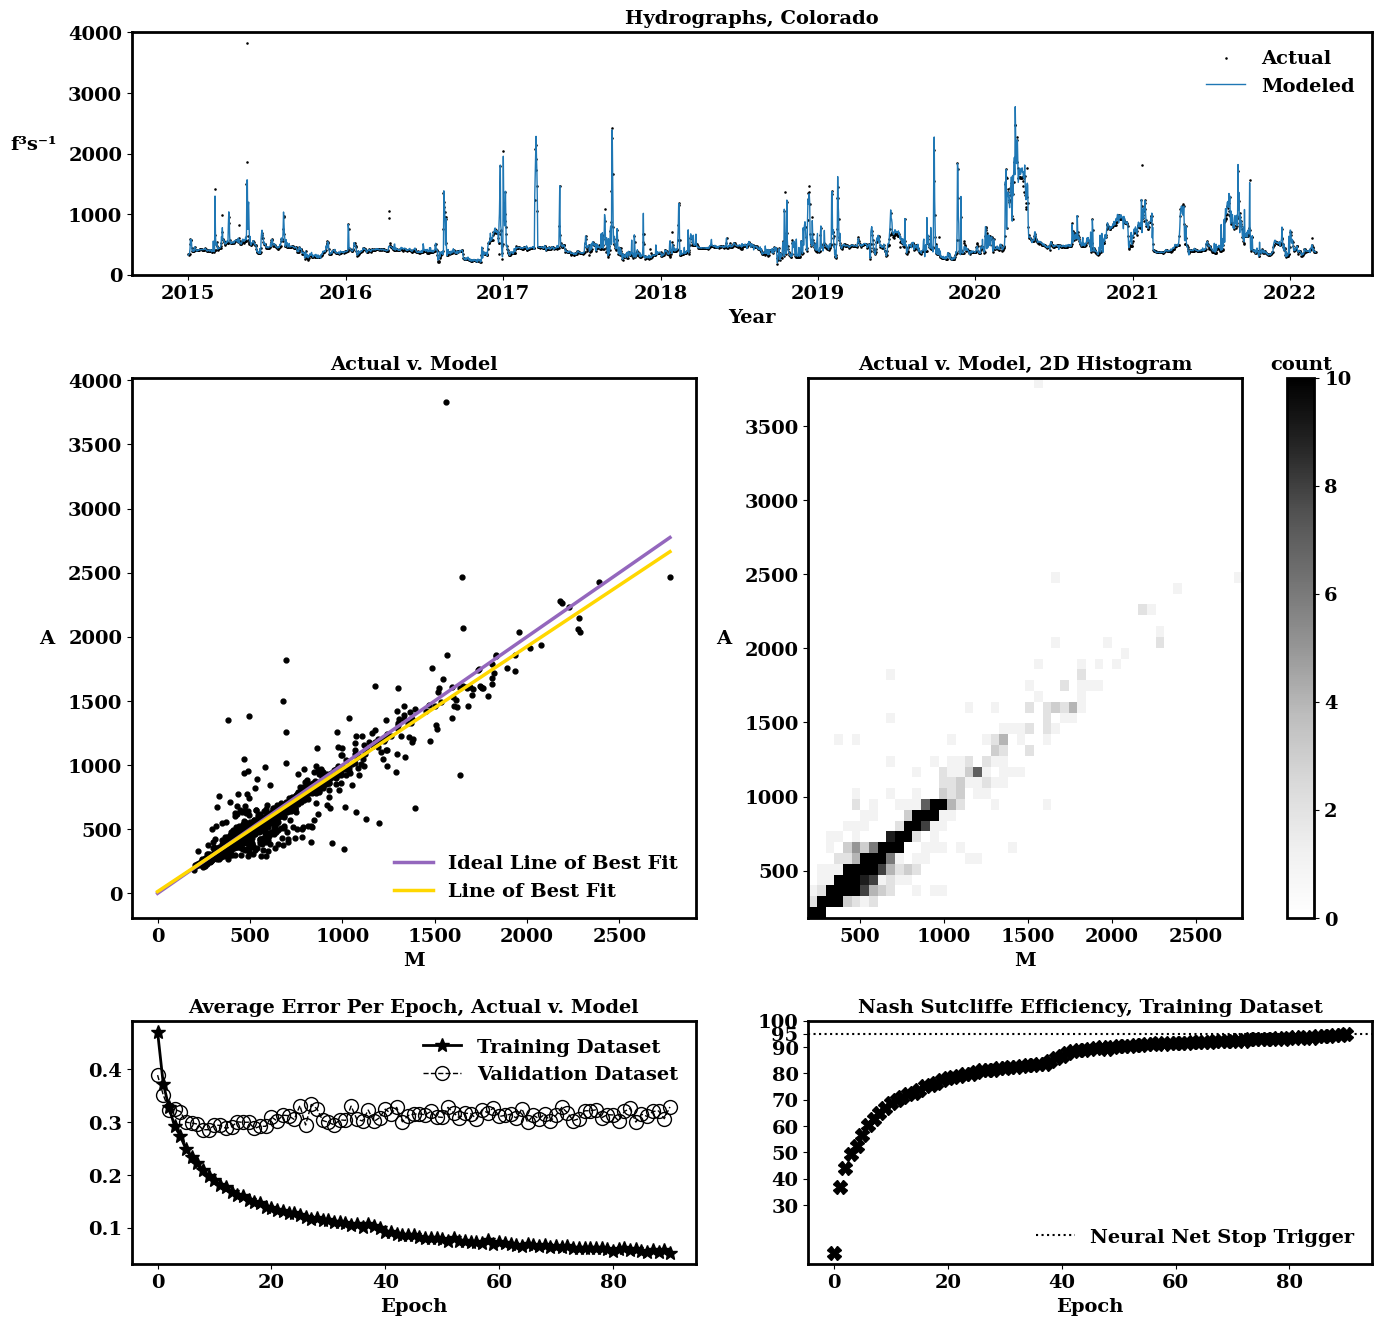 Hydrographs, Colorado
4000
3000
2000
1000
0
f³s⁻¹
Actual
Modeled
2015 2016 2017 2018 2019 2020 2021 2022
Year
Actual v. Model
4000
3500
3000
2500
2000
1500
1000
500
0
A
Ideal Line of Best Fit
Line of Best Fit
0 500 1000 1500 2000 2500
M
Actual v. Model, 2D Histogram
3500
3000
2500
2000
1500
1000
500
A
500 1000 1500 2000 2500
M
count
10
8
6
4
2
0
Average Error Per Epoch, Actual v. Model
0.4
0.3
0.2
0.1
Training Dataset
Validation Dataset
0 20 40 60 80
Epoch
Nash Sutcliffe Efficiency, Training Dataset
100
95
90
80
70
60
50
40
30
Neural Net Stop Trigger
0 20 40 60 80
Epoch